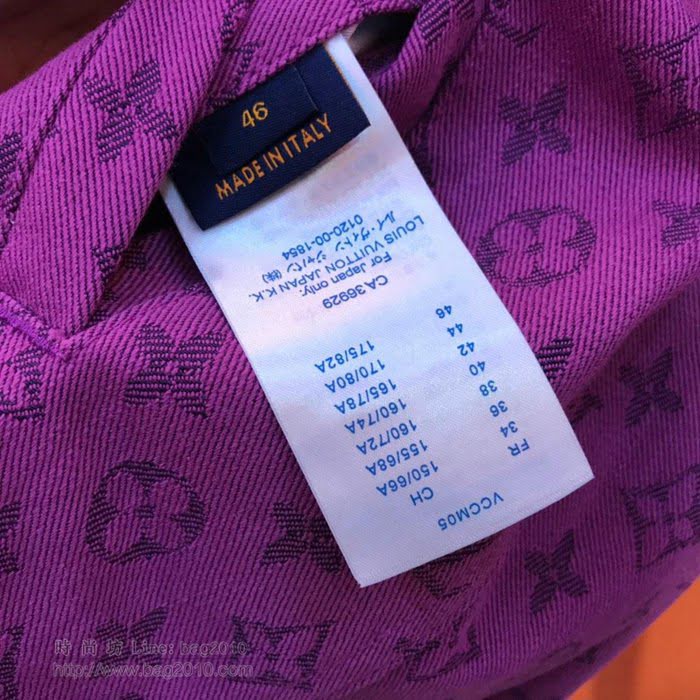 46
MADE IN ITALY
VCCM05
FR CH
34 150/66A
36 155/68A
38 160/72A
40 160/74A
42 165/78A
44 170/80A
46 175/82A
CA 36929
For Japan only:
LOUIS VUITTON JAPAN K.K.
ルイ・ヴィトン ジャパン (株)
0120-00-1854
時尚坊 Line: bag2010
http://www.bag2010.com/